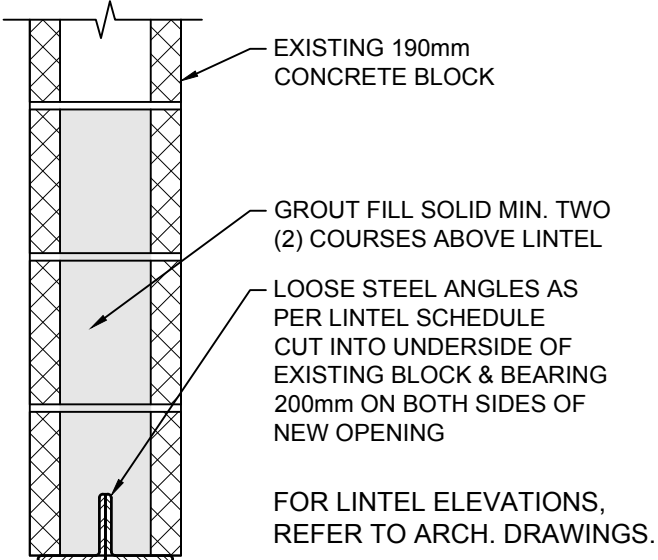 EXISTING 190mm
CONCRETE BLOCK
GROUT FILL SOLID MIN. TWO
(2) COURSES ABOVE LINTEL
LOOSE STEEL ANGLES AS
PER LINTEL SCHEDULE
CUT INTO UNDERSIDE OF
EXISTING BLOCK & BEARING
200mm ON BOTH SIDES OF
NEW OPENING
FOR LINTEL ELEVATIONS,
REFER TO ARCH. DRAWINGS.